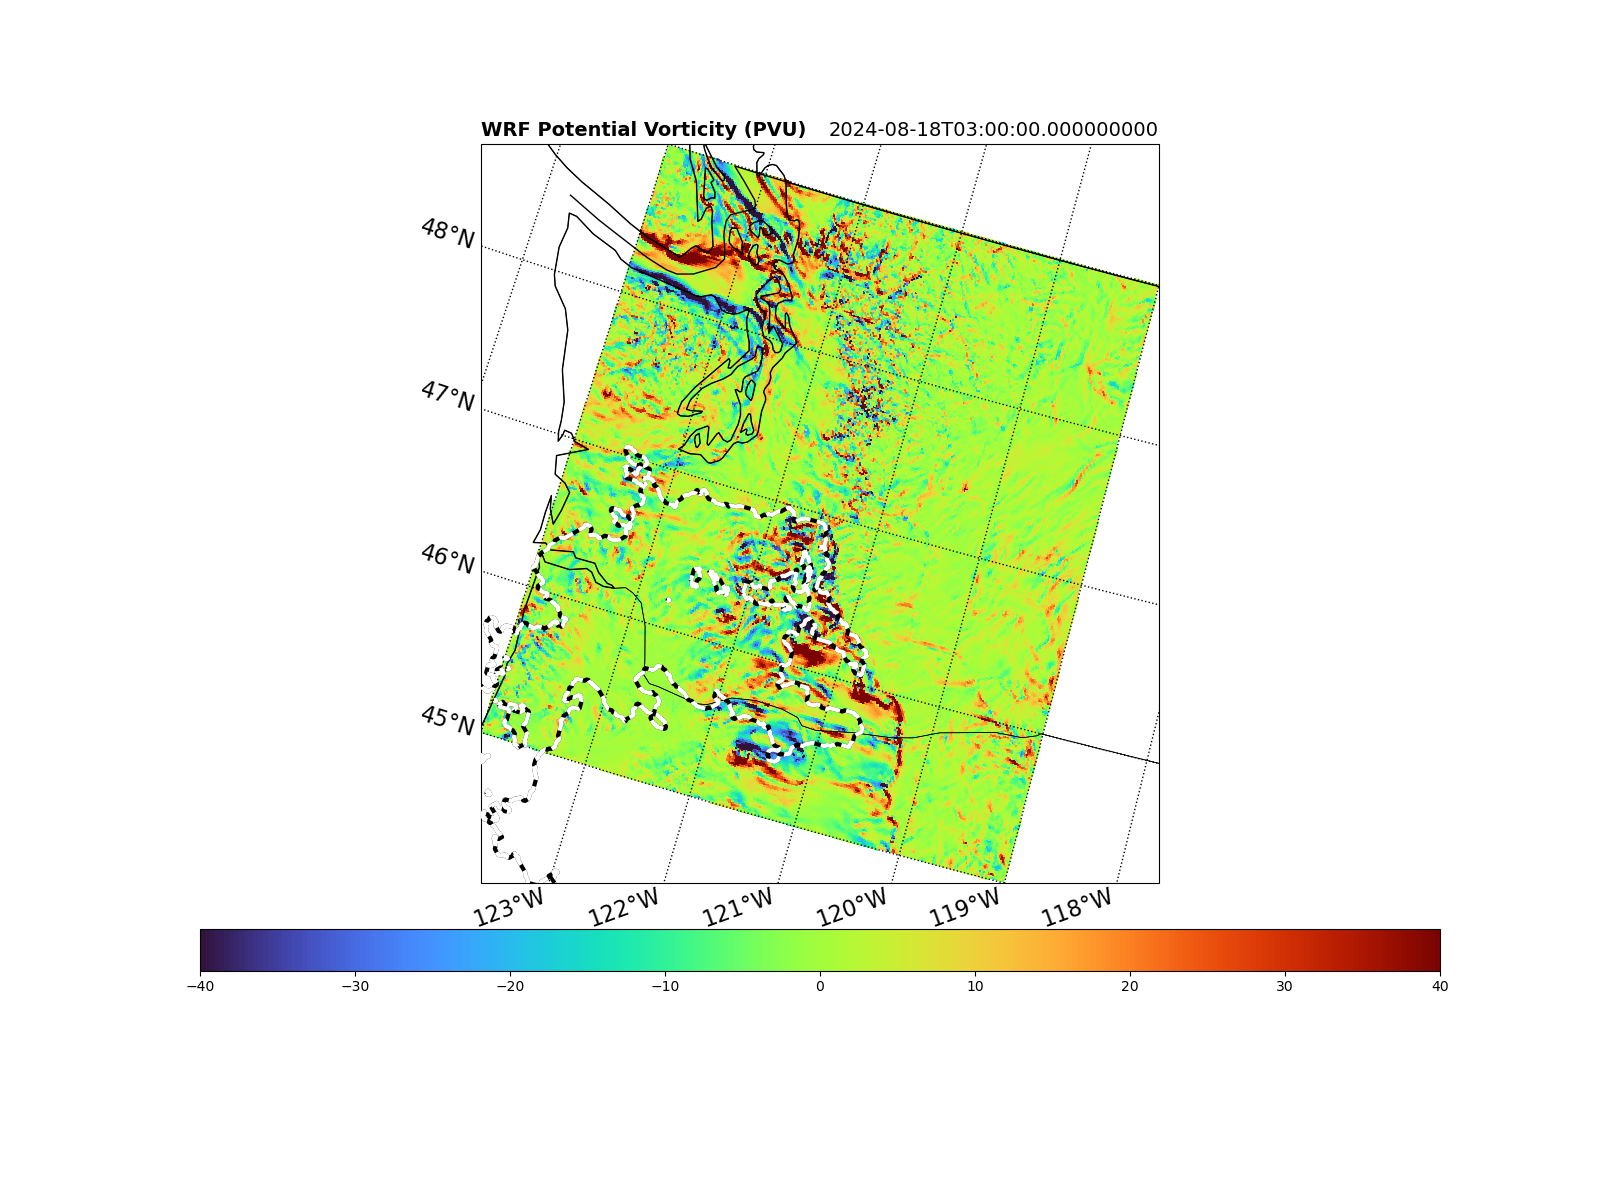 WRF Potential Vorticity (PVU) 2024-08-18T03:00:00.000000000
48°N
47°N
46°N
45°N
123°W 122°W 121°W 120°W 119°W 118°W
−40 −30 −20 −10 0 10 20 30 40